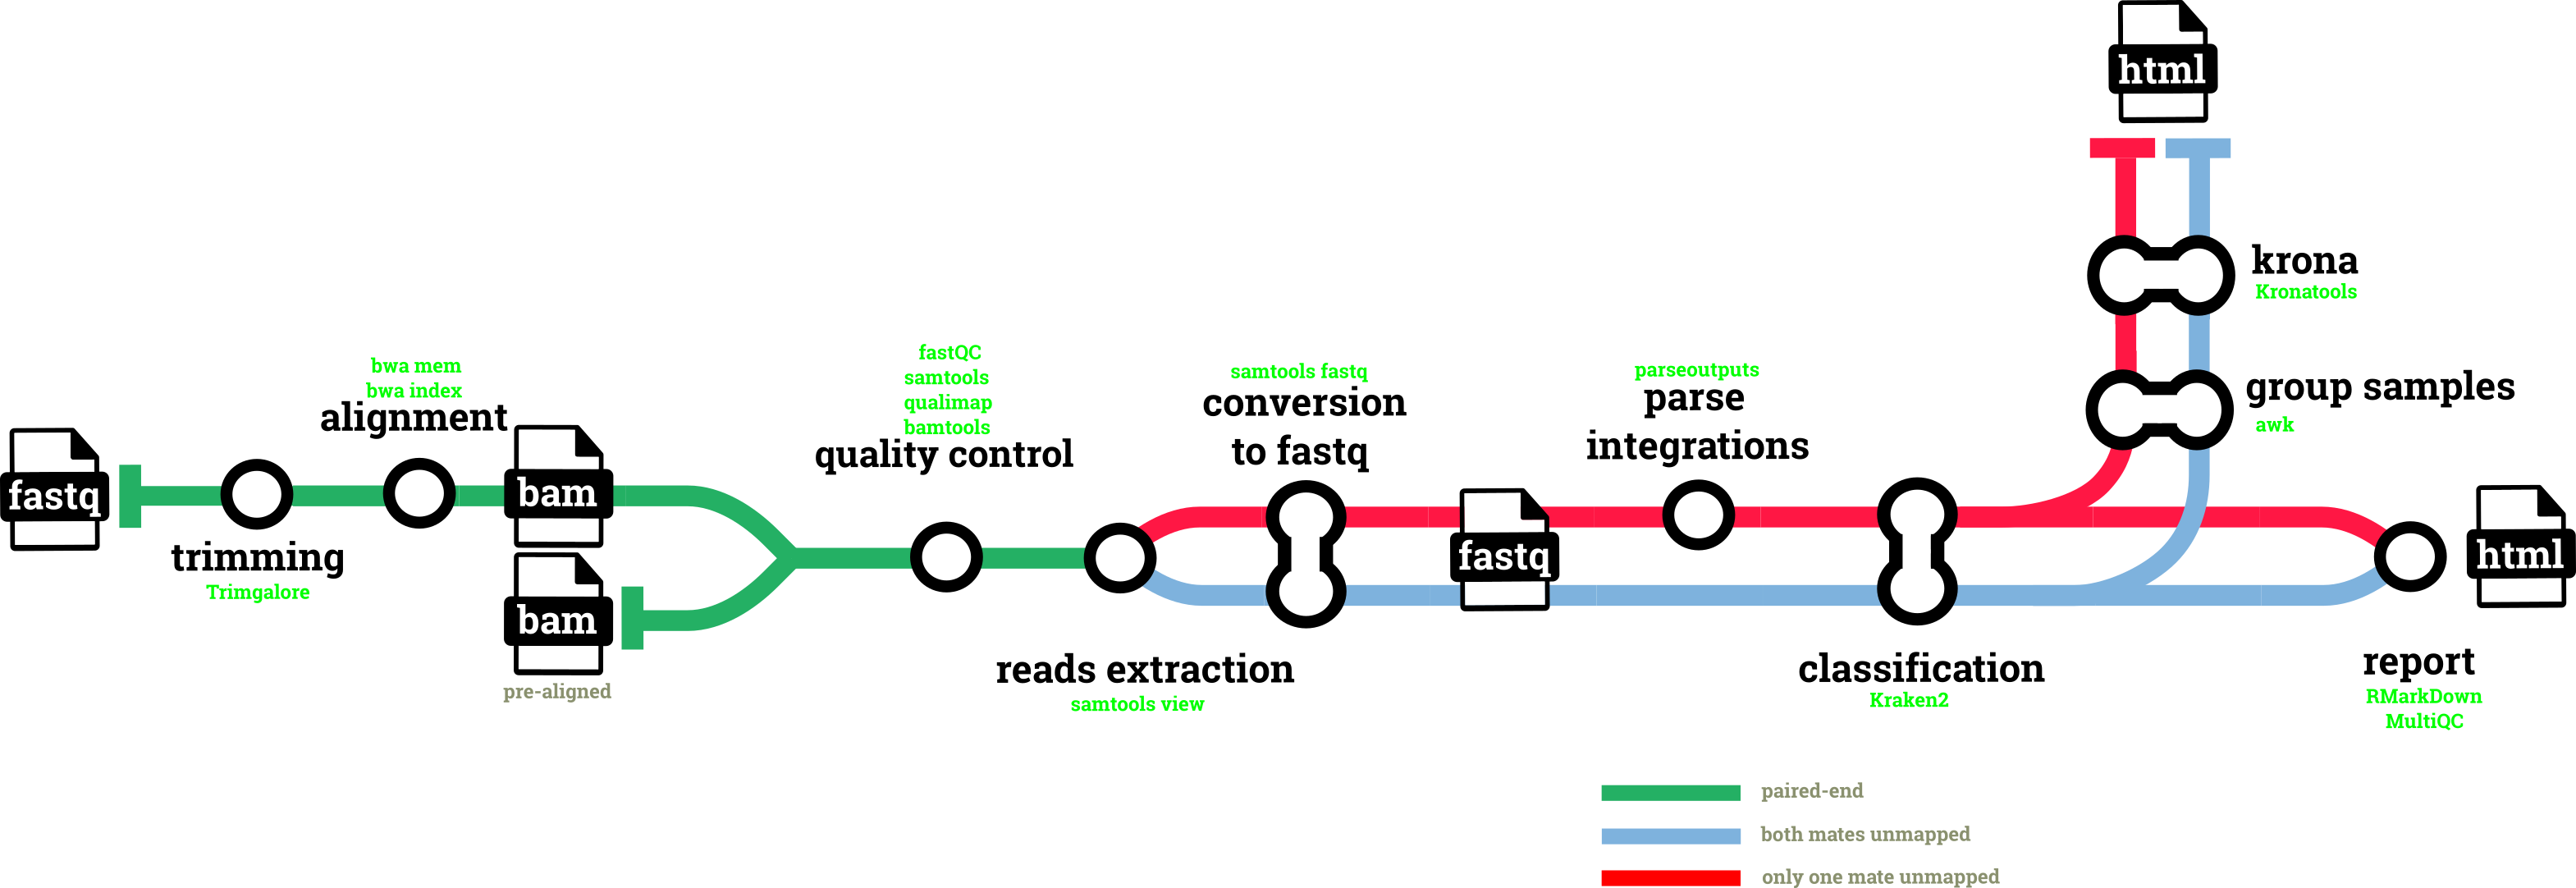 html
krona
Kronatools
group samples
awk
fastq
trimming
Trimgalore
bwa mem
bwa index
alignment
bam
bam
pre-aligned
fastQC
samtools
qualimap
bamtools
quality control
reads extraction
samtools view
samtools fastq
conversion
to fastq
fastq
parseoutputs
parse
integrations
classification
Kraken2
html
report
RMarkDown
MultiQC
paired-end
both mates unmapped
only one mate unmapped